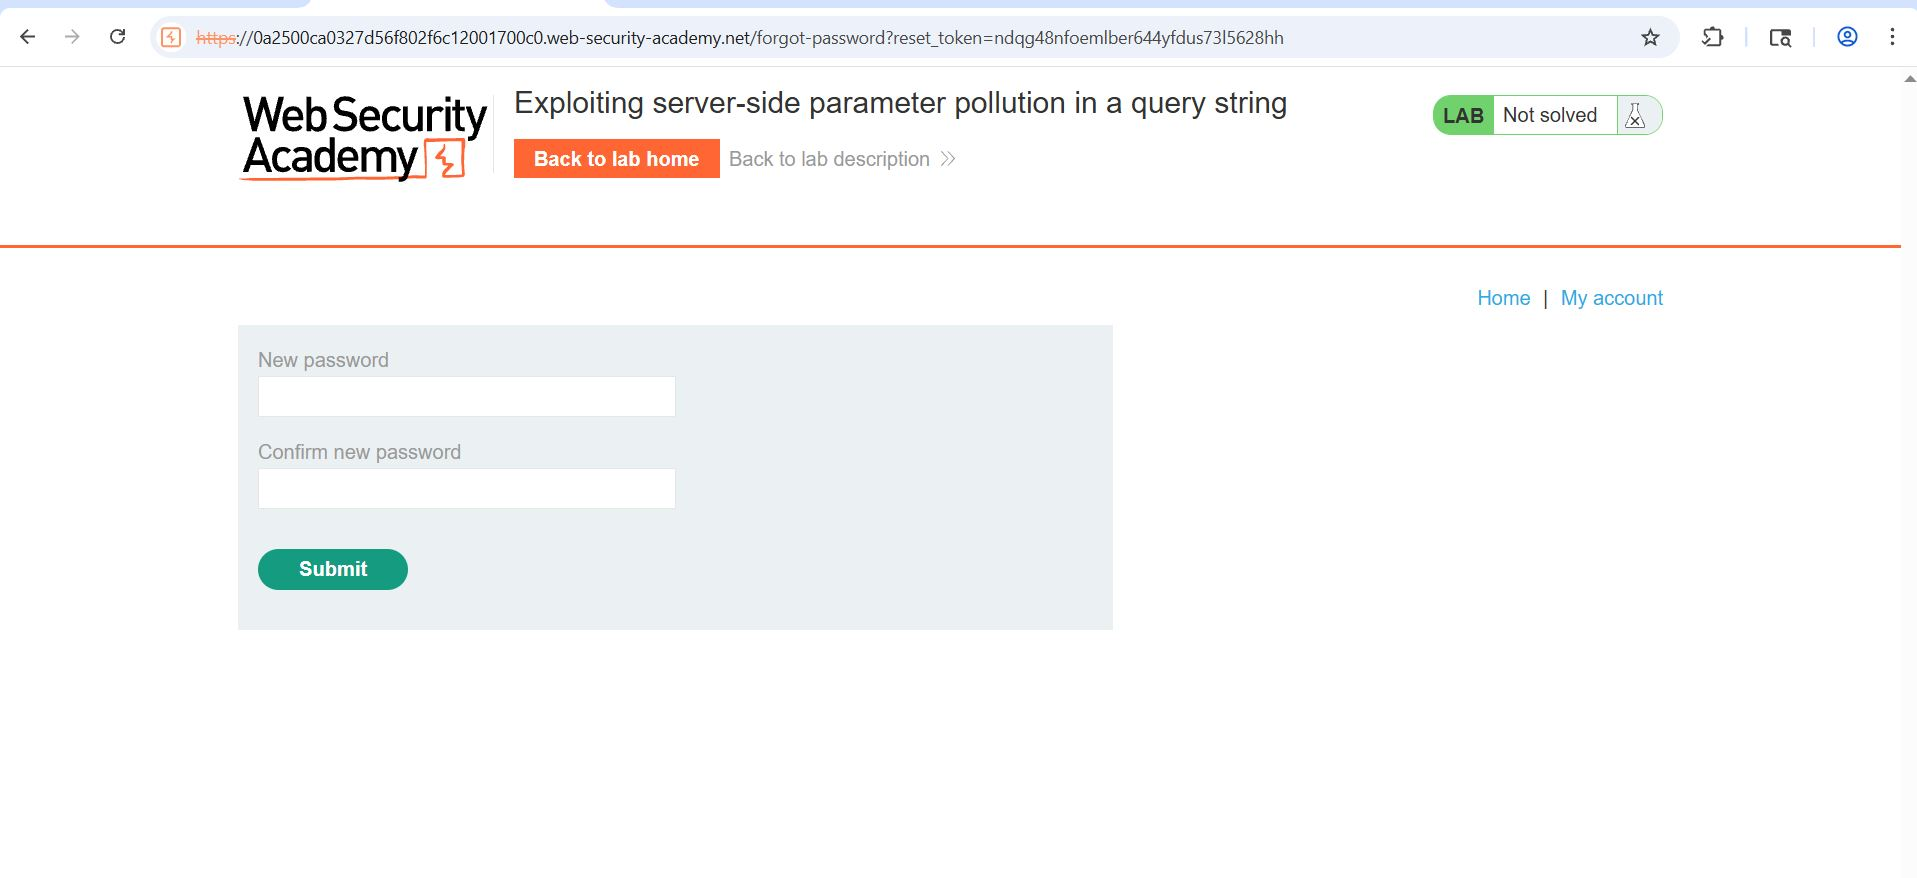 https://0a2500ca0327d56f802f6c12001700c0.web-security-academy.net/forgot-password?reset_token=ndqg48nfoemlber644yfdus73l5628hh
Web Security
Academy
Exploiting server-side parameter pollution in a query string
LAB Not solved
Back to lab home Back to lab description
Home | My account
New password
Confirm new password
Submit